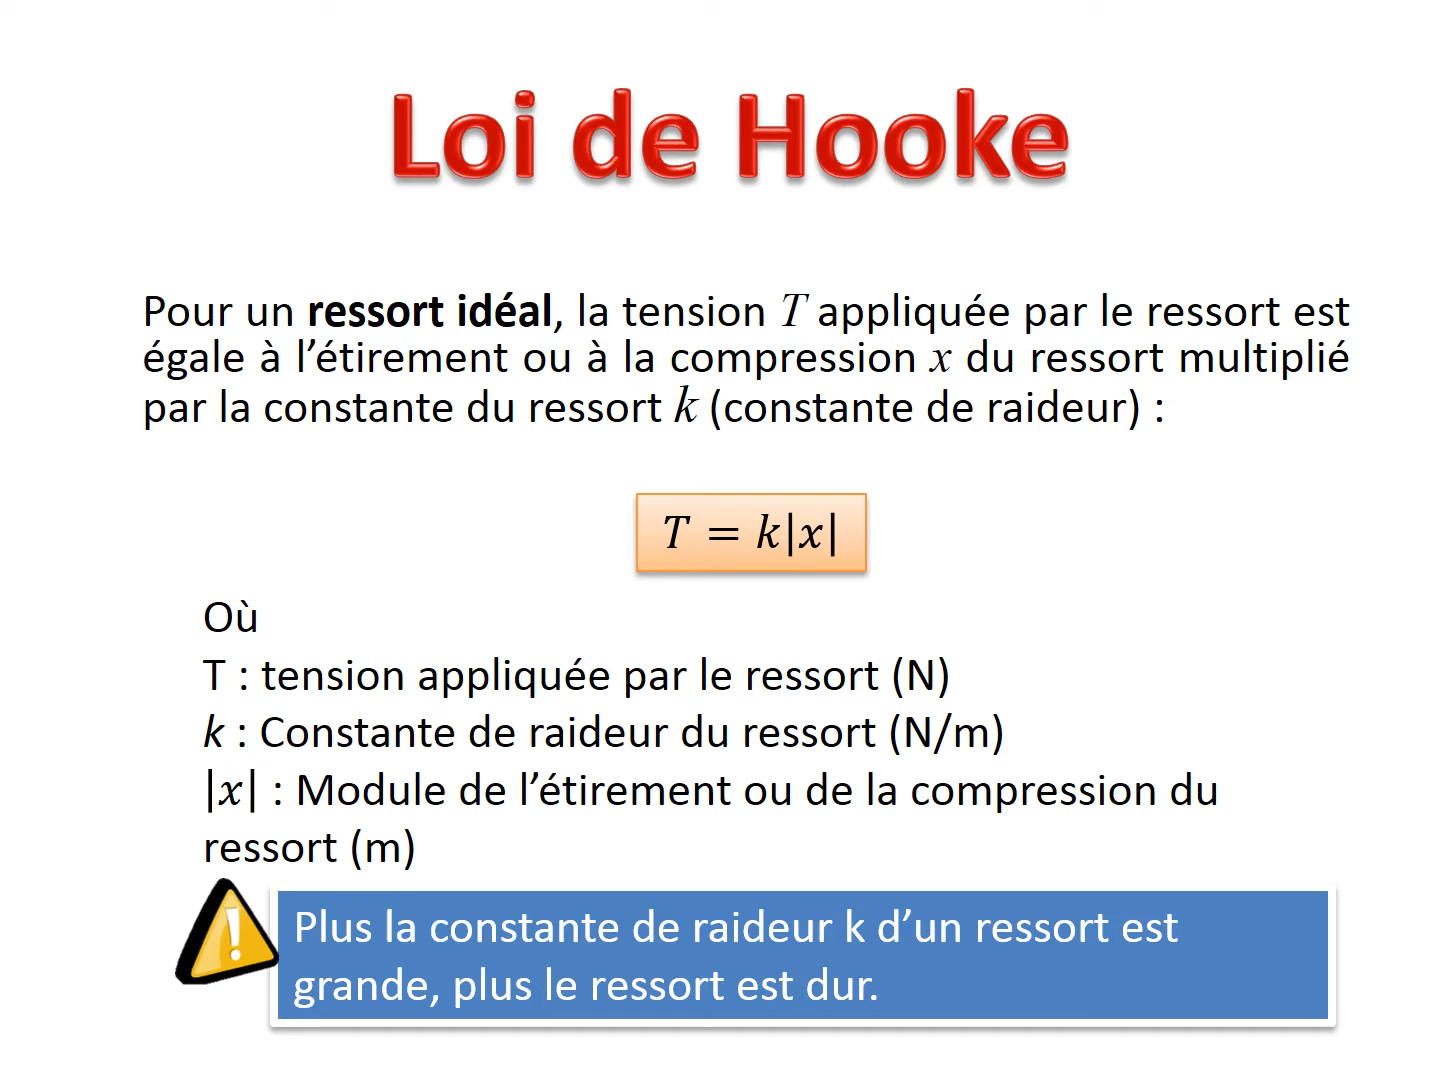 Loi de Hooke
Pour un ressort idéal, la tension T appliquée par le ressort est
égale à l’étirement ou à la compression x du ressort multiplié
par la constante du ressort k (constante de raideur) :
T = k|x|
Où
T : tension appliquée par le ressort (N)
k : Constante de raideur du ressort (N/m)
|x| : Module de l’étirement ou de la compression du
ressort (m)
Plus la constante de raideur k d’un ressort est
grande, plus le ressort est dur.